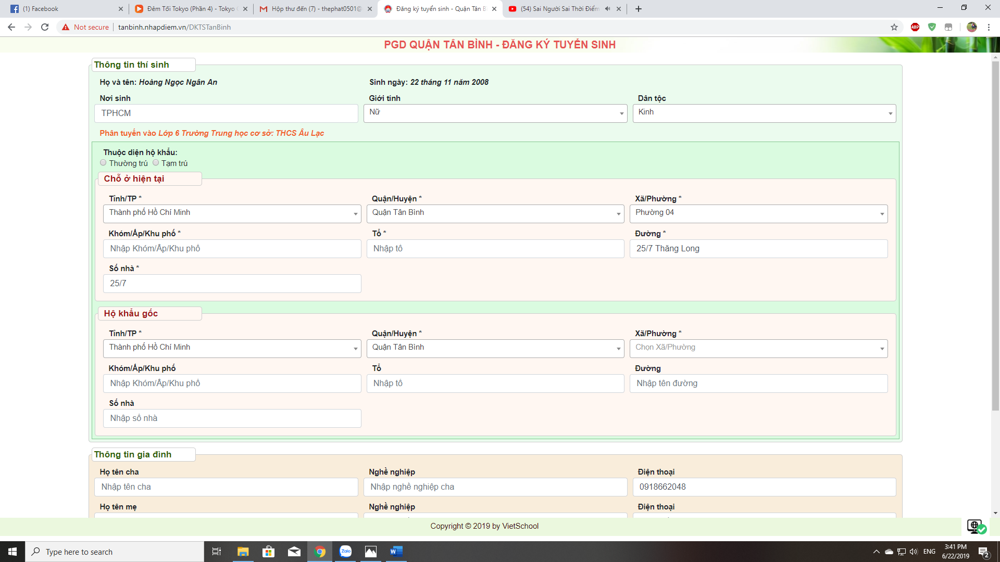 (1) Facebook
Đêm Tối Tokyo (Phần 4) - Tokyo
Hộp thư đến (7) - thephat0501@
Đăng ký tuyển sinh - Quận Tân B
(54) Sai Người Sai Thời Điểm
Not secure
tanbinh.nhapdiem.vn/DKTSTanBinh
ABP
PGD QUẬN TÂN BÌNH - ĐĂNG KÝ TUYỂN SINH
Thông tin thí sinh
Họ và tên: Hoàng Ngọc Ngân An
Sinh ngày: 22 tháng 11 năm 2008
Nơi sinh
Giới tính
Dân tộc
TPHCM
Nữ
Kinh
Phân tuyến vào Lớp 6 Trường Trung học cơ sở: THCS Âu Lạc
Thuộc diện hộ khẩu:
Thường trú
Tạm trú
Chỗ ở hiện tại
Tỉnh/TP *
Quận/Huyện *
Xã/Phường *
Thành phố Hồ Chí Minh
Quận Tân Bình
Phường 04
Khóm/Ấp/Khu phố *
Tổ *
Đường *
Nhập Khóm/Ấp/Khu phố
Nhập tổ
25/7 Thăng Long
Số nhà *
25/7
Hộ khẩu gốc
Tỉnh/TP *
Quận/Huyện *
Xã/Phường *
Thành phố Hồ Chí Minh
Quận Tân Bình
Chọn Xã/Phường
Khóm/Ấp/Khu phố
Tổ
Đường
Nhập Khóm/Ấp/Khu phố
Nhập tổ
Nhập tên đường
Số nhà
Nhập số nhà
Thông tin gia đình
Họ tên cha
Nghề nghiệp
Điện thoại
Nhập tên cha
Nhập nghề nghiệp cha
0918662048
Họ tên mẹ
Nghề nghiệp
Điện thoại
Copyright © 2019 by VietSchool
Type here to search
Zalo
W
ENG
3:41 PM
6/22/2019
2